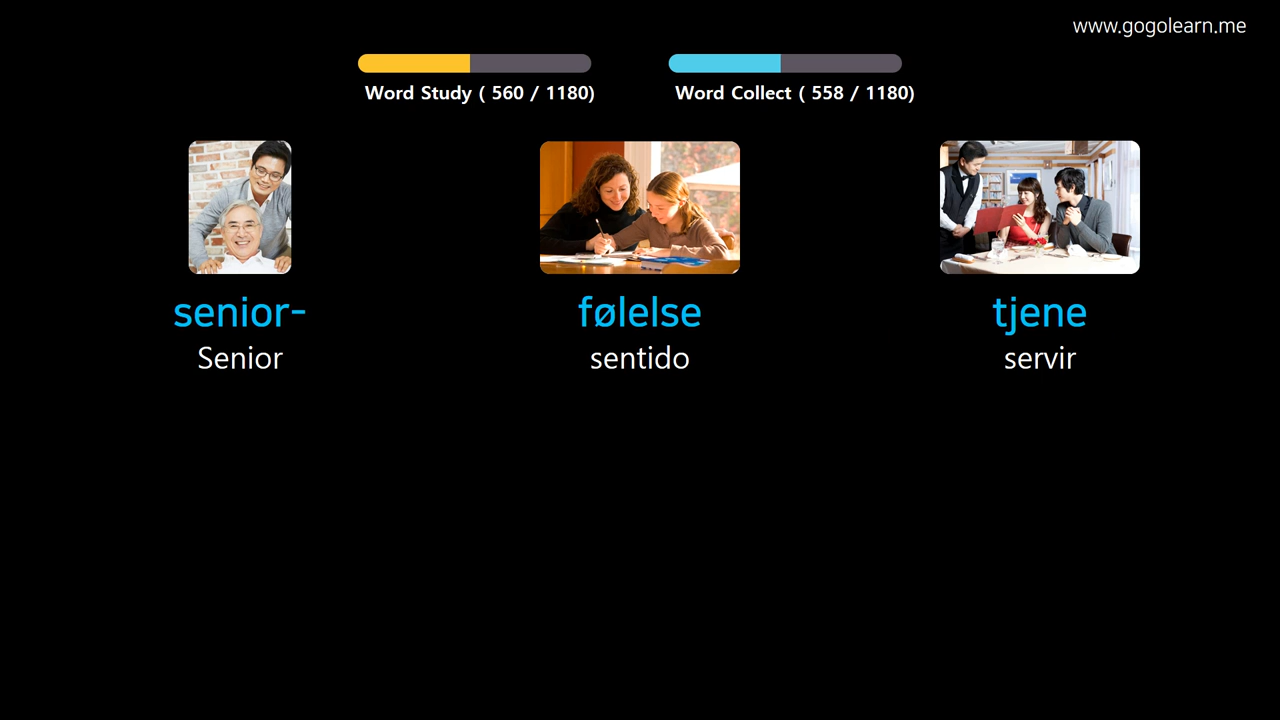 www.gogolearn.me
Word Study ( 560 / 1180)
Word Collect ( 558 / 1180)
senior-
Senior
følelse
sentido
tjene
servir